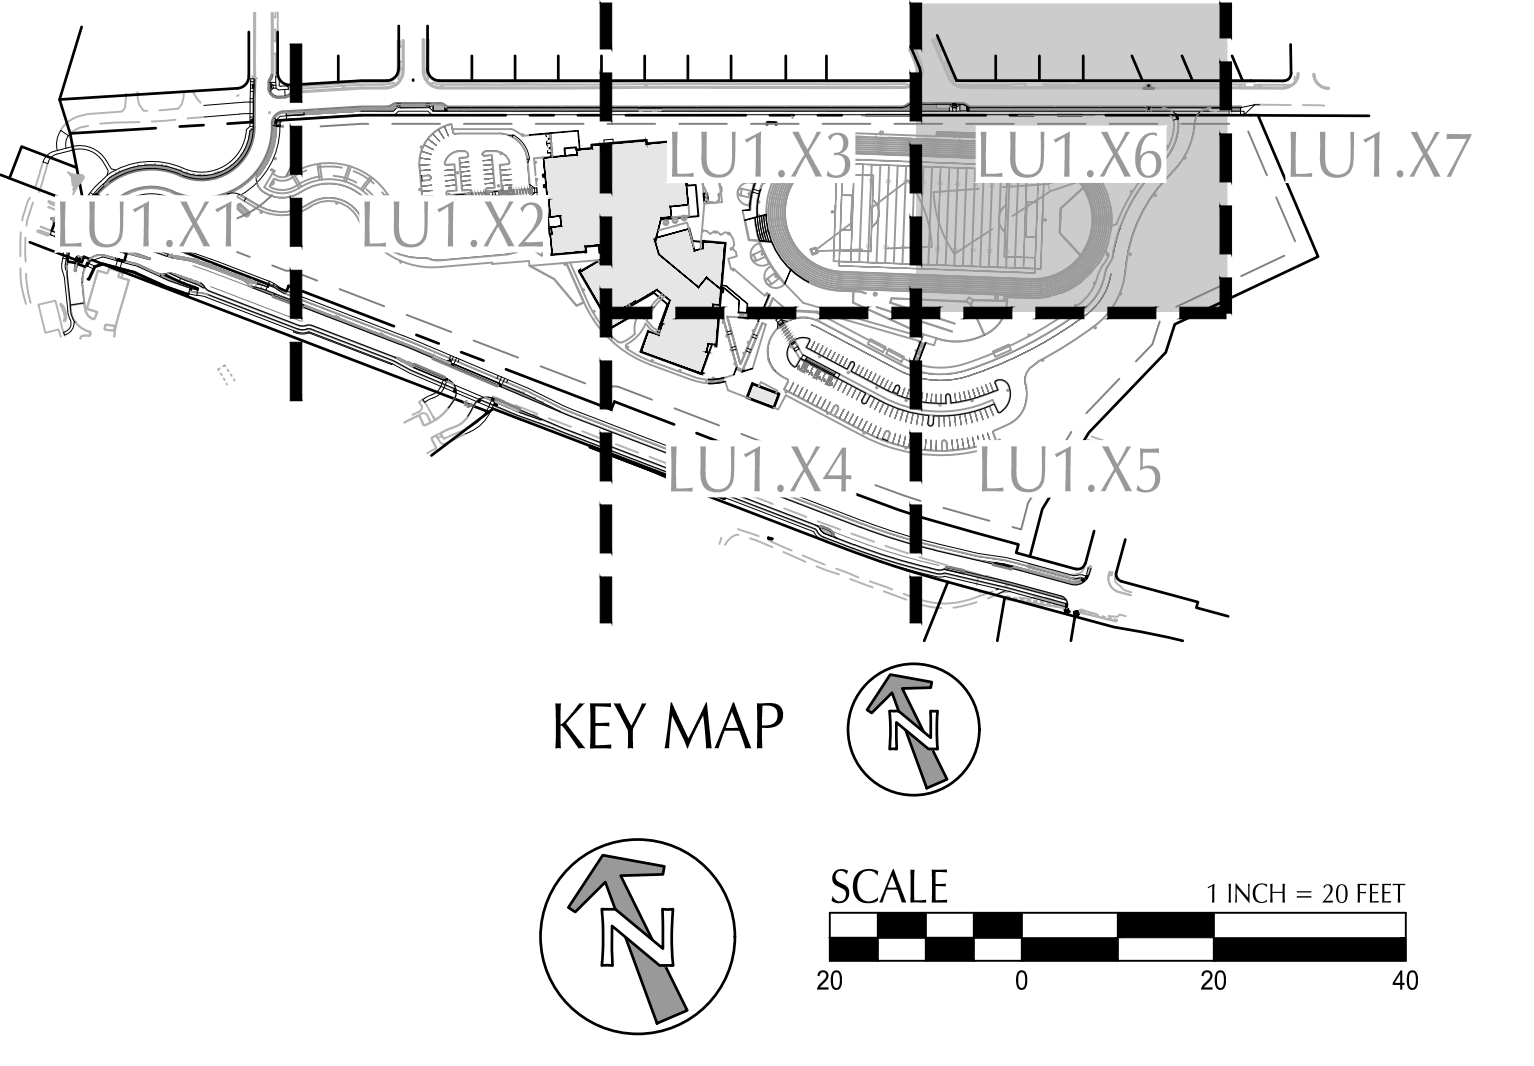 LU1.X3 LU1.X6 LU1.X7
LU1.X1 LU1.X2
LU1.X4 LU1.X5
KEY MAP N
N
SCALE 1 INCH = 20 FEET
20 0 20 40